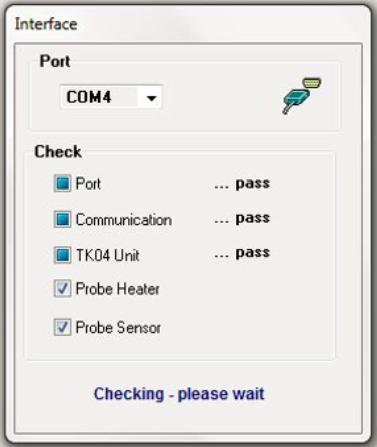 Interface
Port
COM4
Check
Port ... pass
Communication ... pass
TK04 Unit ... pass
Probe Heater
Probe Sensor
Checking - please wait